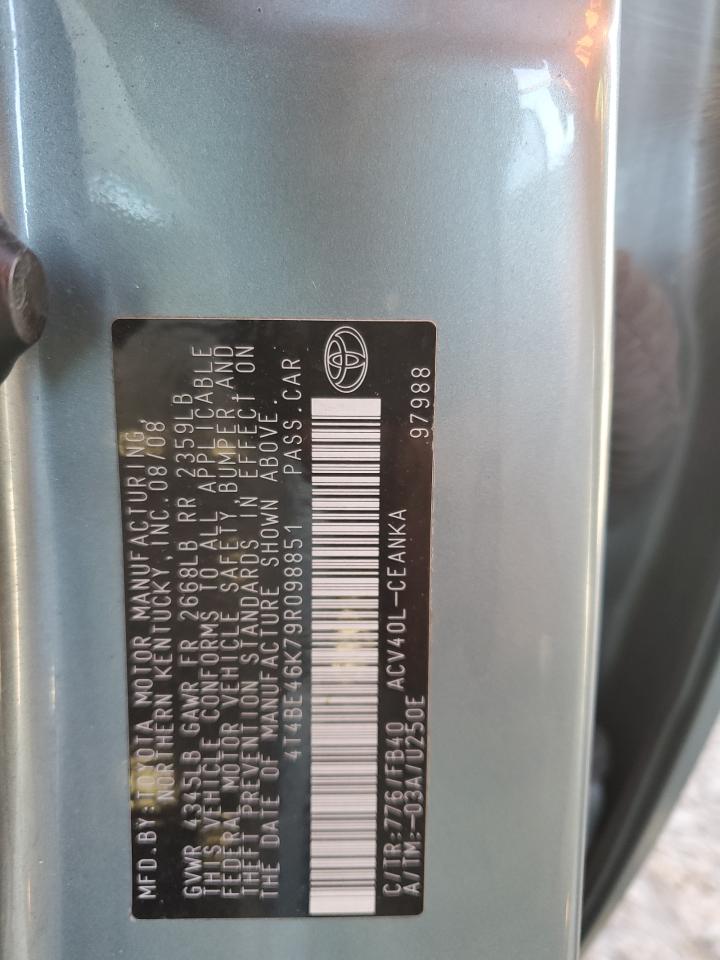 MFD.BY:TOYOTA MOTOR MANUFACTURING,
NORTHERN KENTUCKY, INC.08/08
GVWR 4345LB GAWR FR 2668LB RR 2359LB
THIS VEHICLE CONFORMS TO ALL APPLICABLE
FEDERAL MOTOR VEHICLE SAFETY,BUMPER,AND
THEFT PREVENTION STANDARDS IN EFFECT ON
THE DATE OF MANUFACTURE SHOWN ABOVE.
4T4BE46K79R098851 PASS.CAR
C/TR:776/FB40 ACV40L-CEANKA
A/TM:-03A/U250E 97988